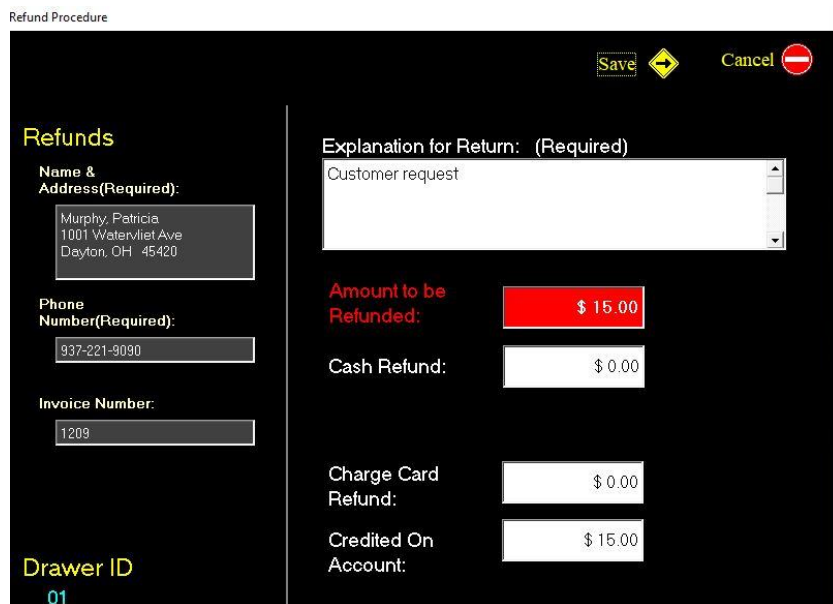 Refund Procedure
Save
Cancel
Refunds
Name &
Address(Required):
Murphy, Patricia
1001 Watervliet Ave
Dayton, OH 45420
Phone
Number(Required):
937-221-9090
Invoice Number:
1209
Drawer ID
01
Explanation for Return: (Required)
Customer request
Amount to be
Refunded:
$ 15.00
Cash Refund:
$ 0.00
Charge Card
Refund:
$ 0.00
Credited On
Account:
$ 15.00